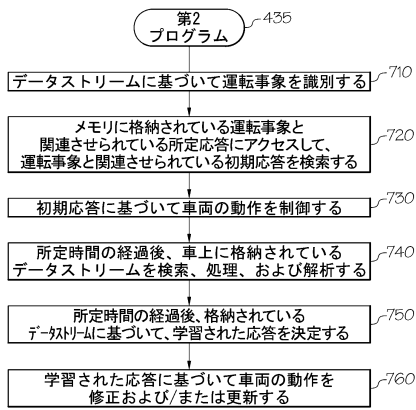 第2
プログラム
435
データストリームに基づいて運転事象を識別する
710
メモリに格納されている運転事象と
関連させられている所定応答にアクセスして、
運転事象と関連させられている初期応答を検索する
720
初期応答に基づいて車両の動作を制御する
730
所定時間の経過後、車上に格納されている
データストリームを検索、処理、および解析する
740
所定時間の経過後、格納されている
データストリームに基づいて、学習された応答を決定する
750
学習された応答に基づいて車両の動作を
修正および/または更新する
760